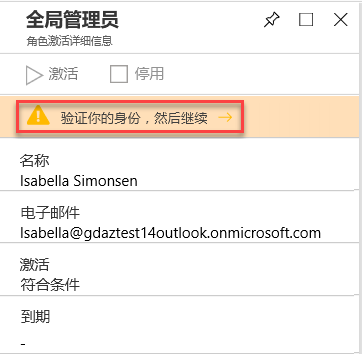 全局管理员
角色激活详细信息
激活 停用
验证你的身份，然后继续 →
名称
Isabella Simonsen
电子邮件
Isabella@gdaztest14outlook.onmicrosoft.com
激活
符合条件
到期
-